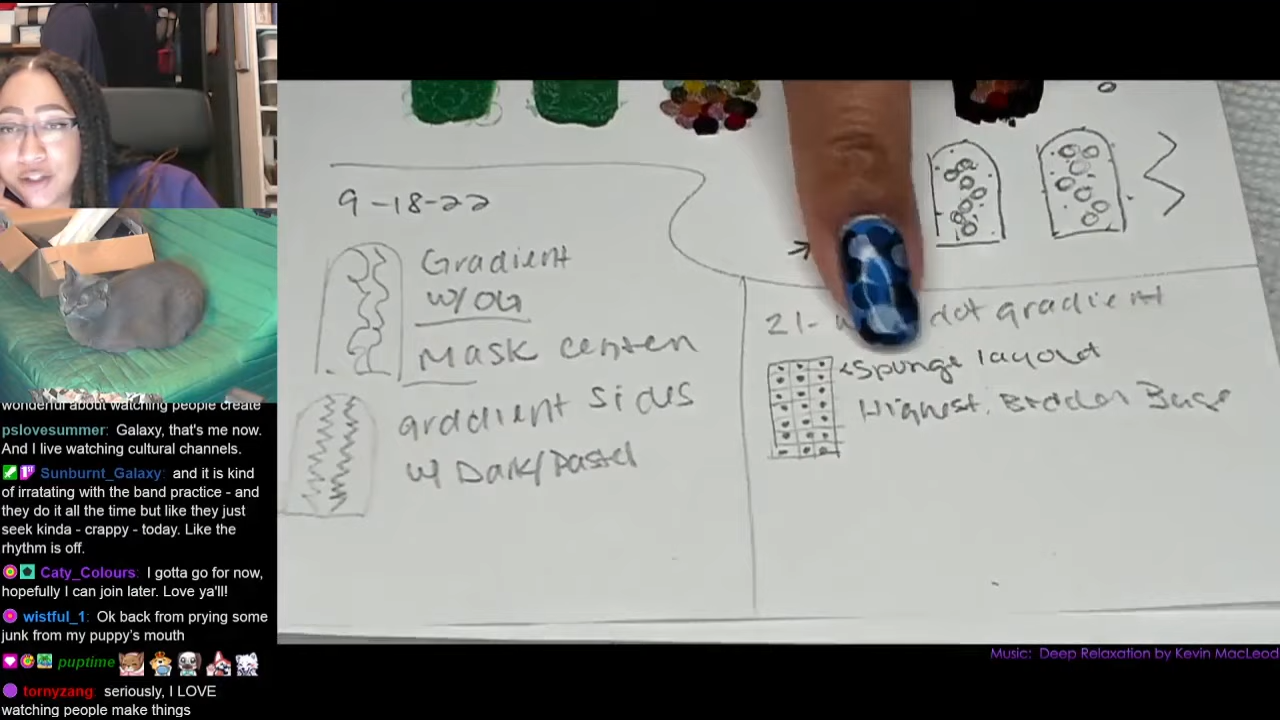 wonderful about watching people create
pslovesummer: Galaxy, that's me now.
And I live watching cultural channels.
Sunburnt_Galaxy: and it is kind
of irratating with the band practice - and
they do it all the time but like they just
seek kinda - crappy - today. Like the
rhythm is off.
Caty_Colours: I gotta go for now,
hopefully I can join later. Love ya'll!
wistful_1: Ok back from prying some
junk from my puppy's mouth
puptime
tornyzang: seriously, I LOVE
watching people make things
9-18-22
Gradient
w/OG
Mask center
gradient sides
w/ Dark/Pastel
21- dot gradient
Spunge layout
Highest. Base
Music: Deep Relaxation by Kevin MacLeod